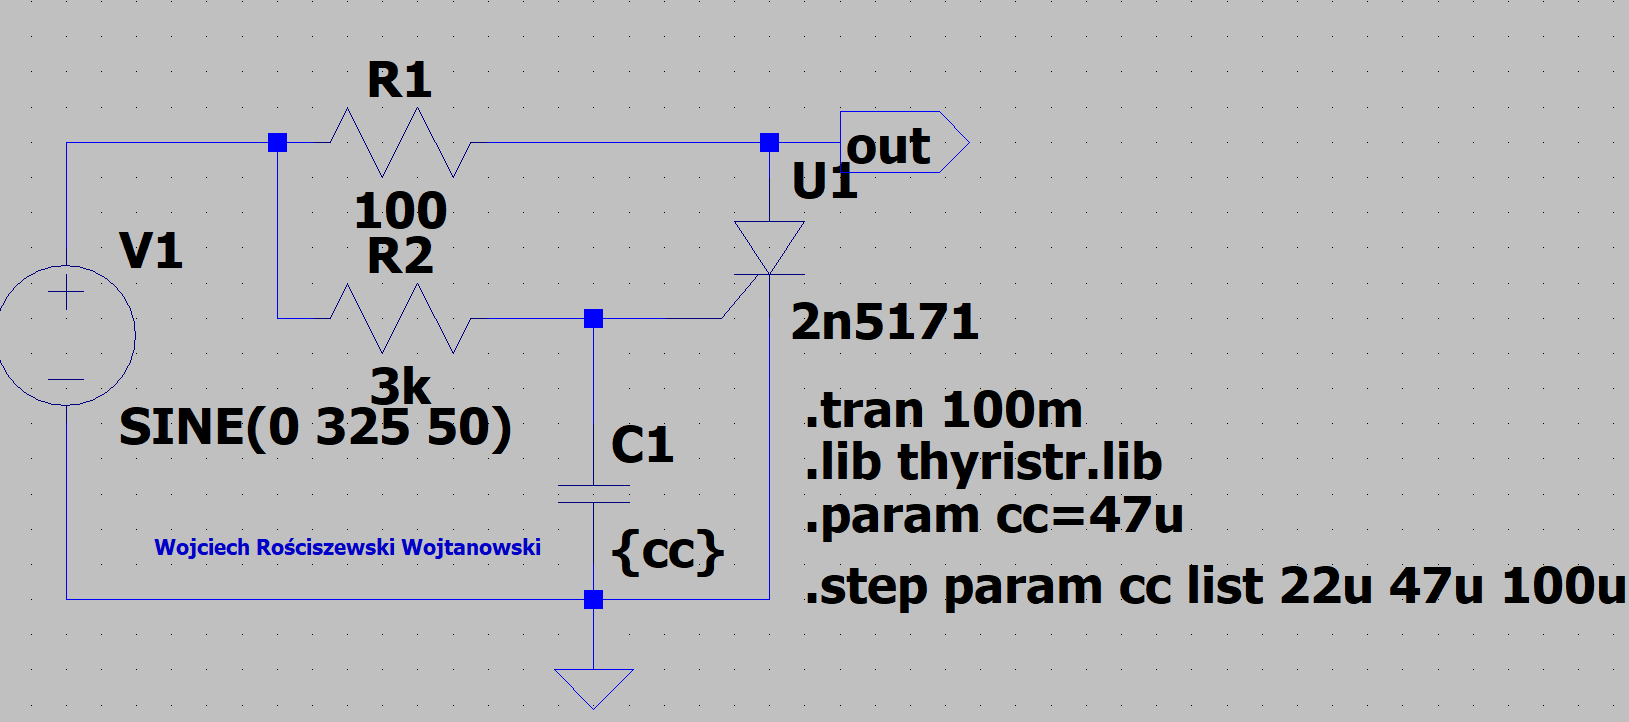 R1
out
U1
100
V1
R2
2n5171
3k
SINE(0 325 50)
.tran 100m
C1
.lib thyristr.lib
.param cc=47u
Wojciech Rościszewski Wojtanowski
{cc}
.step param cc list 22u 47u 100u